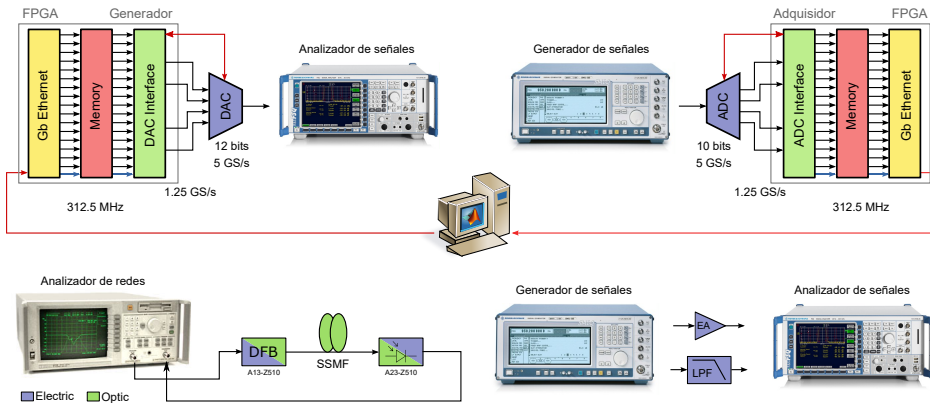 FPGA
Generador
Gb Ethernet
Memory
DAC Interface
DAC
12 bits
5 GS/s
1.25 GS/s
312.5 MHz
Analizador de señales
Generador de señales
Adquisidor
FPGA
ADC
10 bits
5 GS/s
ADC Interface
Memory
Gb Ethernet
1.25 GS/s
312.5 MHz
Analizador de redes
DFB
A13-Z510
SSMF
A23-Z510
Electric
Optic
Generador de señales
EA
LPF
Analizador de señales